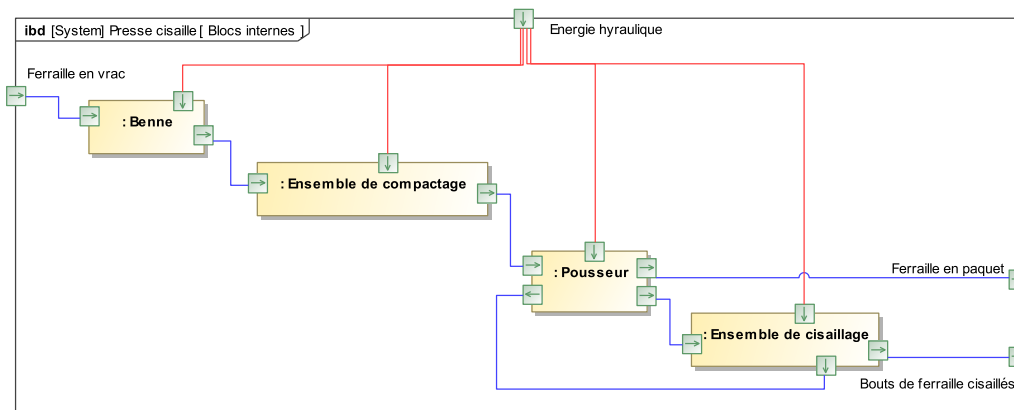 ibd [System] Presse cisaille [ Blocs internes ]
Energie hyraulique
Ferraille en vrac
: Benne
: Ensemble de compactage
: Pousseur
Ferraille en paquet
: Ensemble de cisaillage
Bouts de ferraille cisaillés